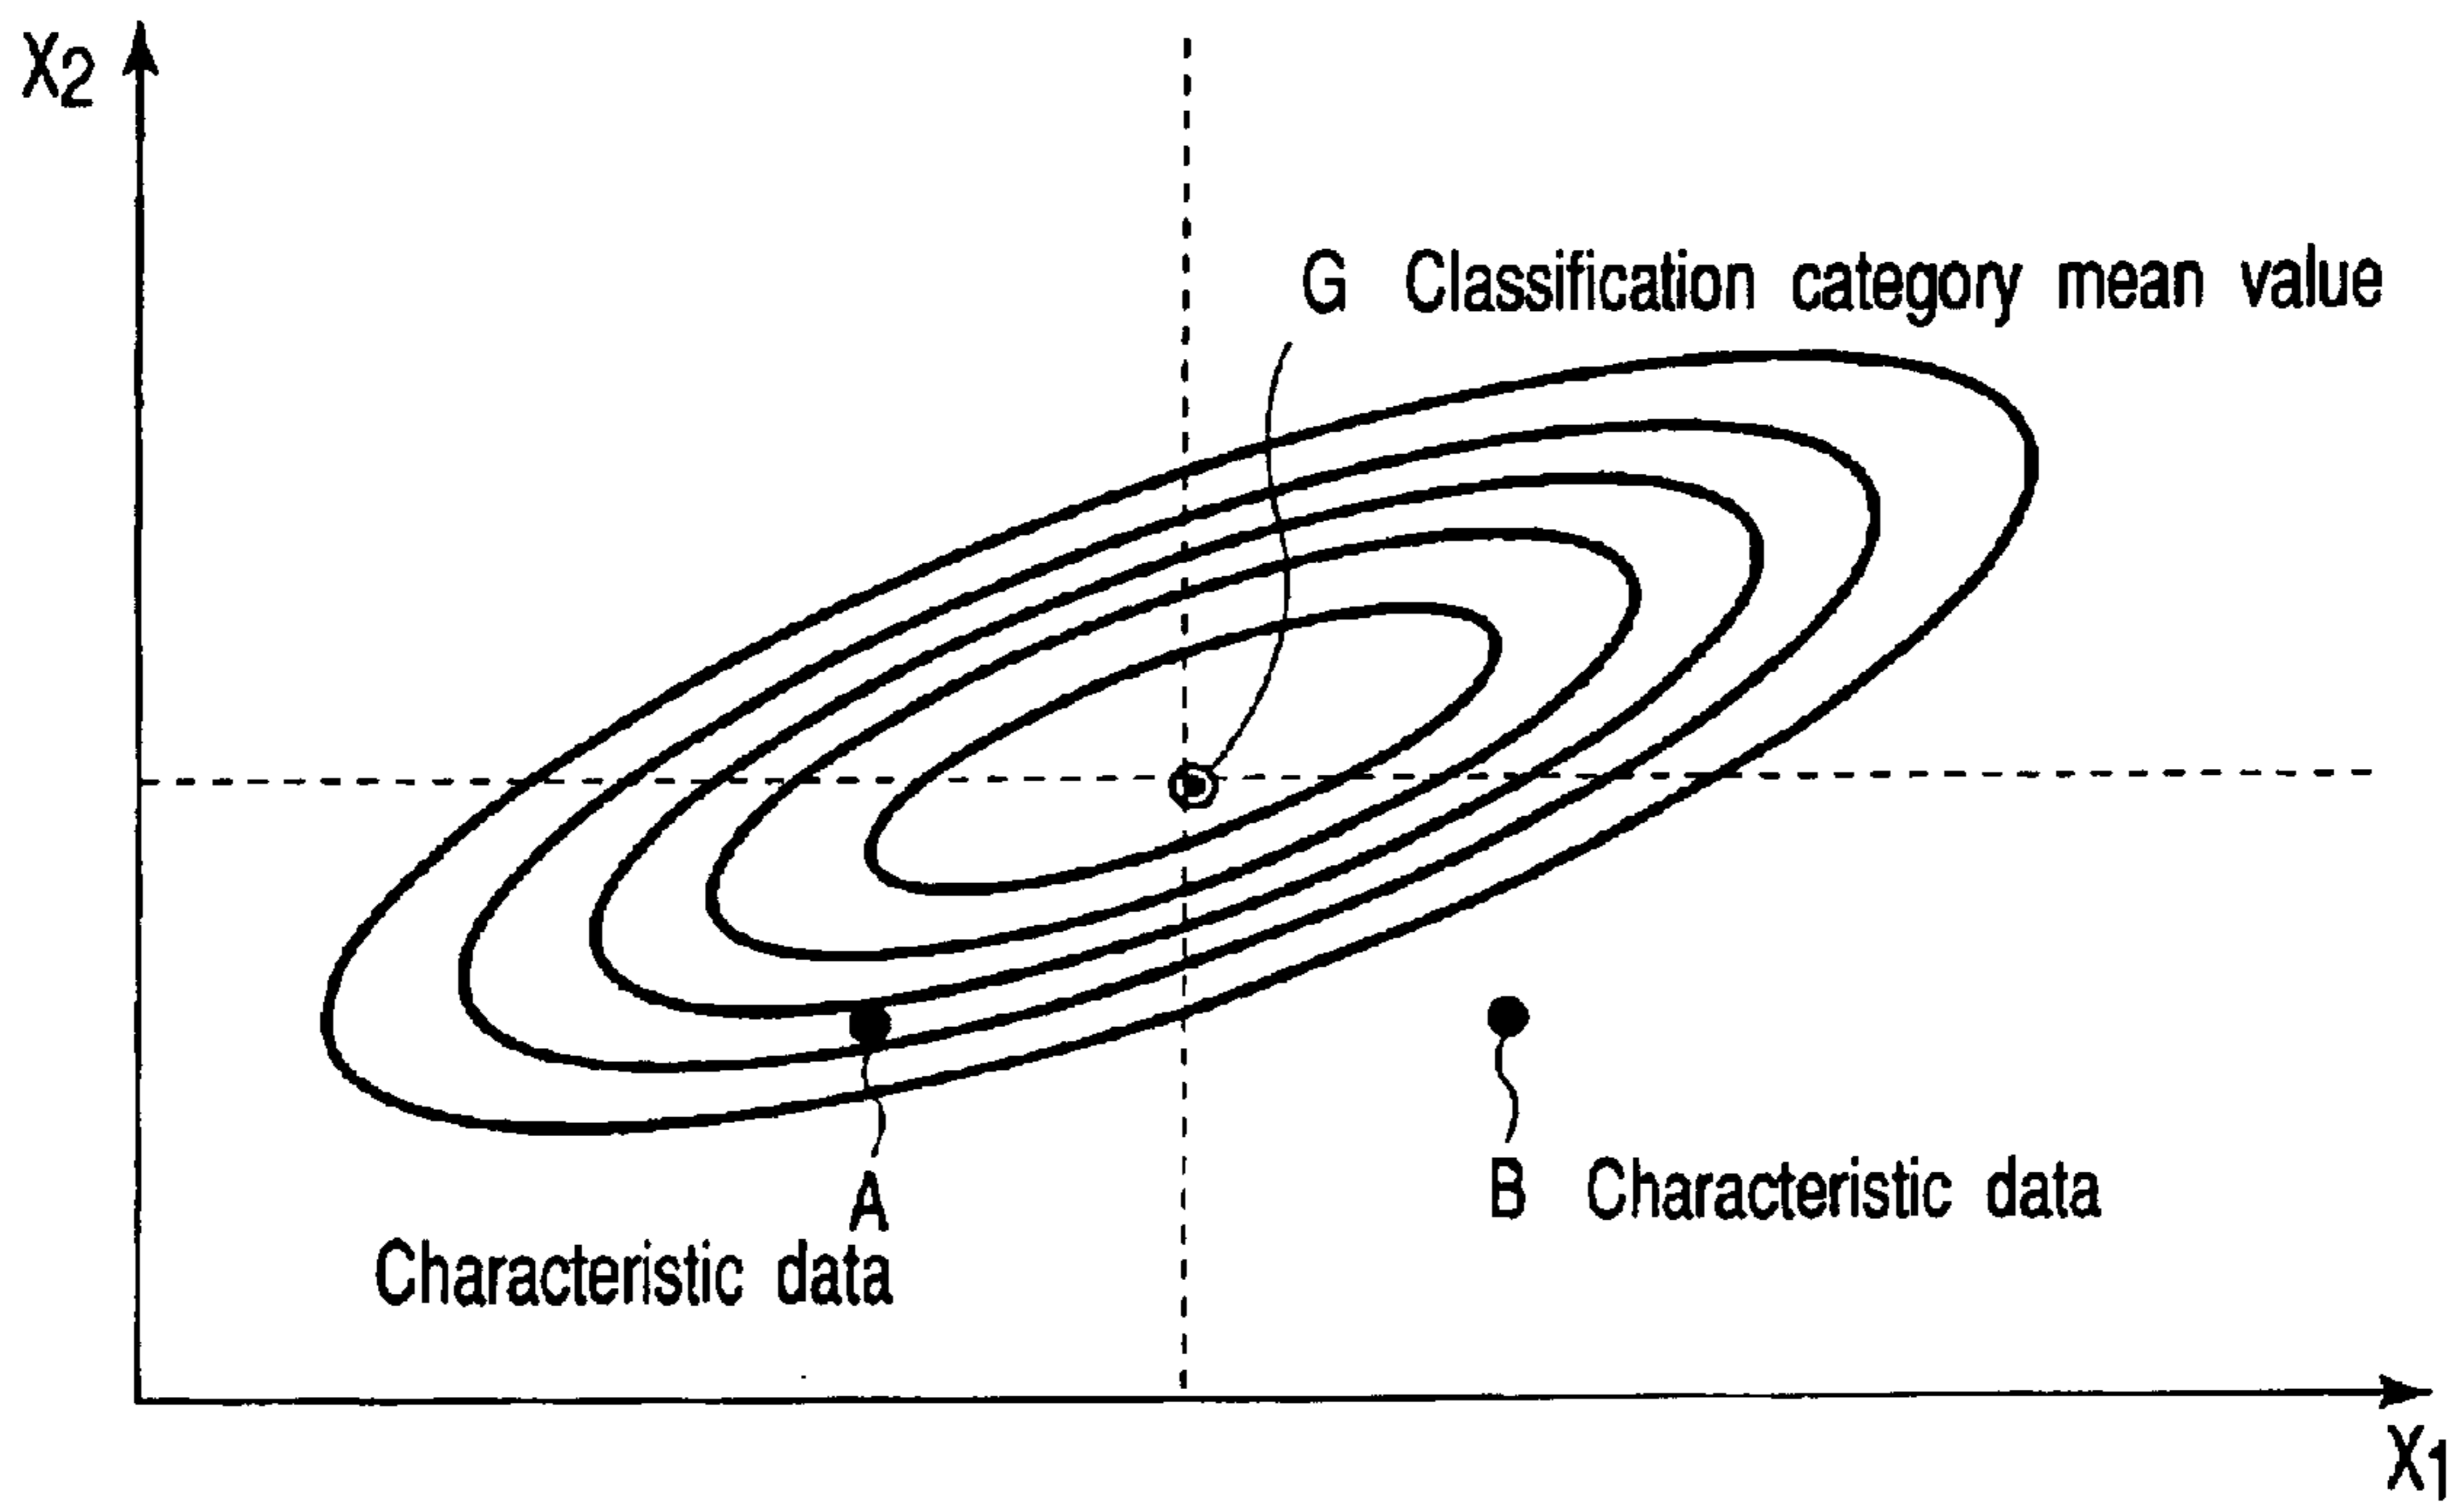 X2
G Classification category mean value
B Characteristic data
A
Characteristic data
X1